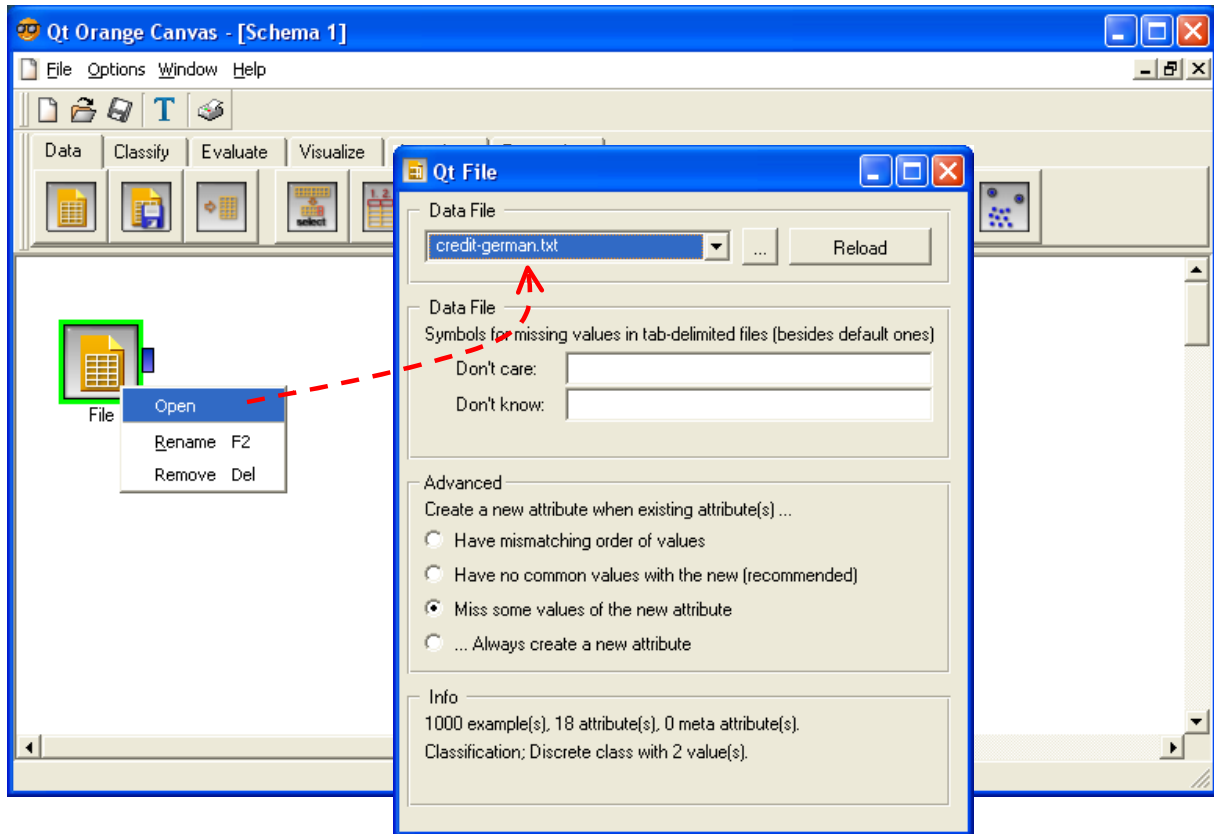 Qt Orange Canvas - [Schema 1]
File Options Window Help
T
Data Classify Evaluate Visualize
select
1 2
File
Open
Rename F2
Remove Del
Qt File
Data File
credit-german.txt
...
Reload
Data File
Symbols for missing values in tab-delimited files (besides default ones)
Don't care:
Don't know:
Advanced
Create a new attribute when existing attribute(s) ...
Have mismatching order of values
Have no common values with the new (recommended)
Miss some values of the new attribute
... Always create a new attribute
Info
1000 example(s), 18 attribute(s), 0 meta attribute(s).
Classification; Discrete class with 2 value(s).